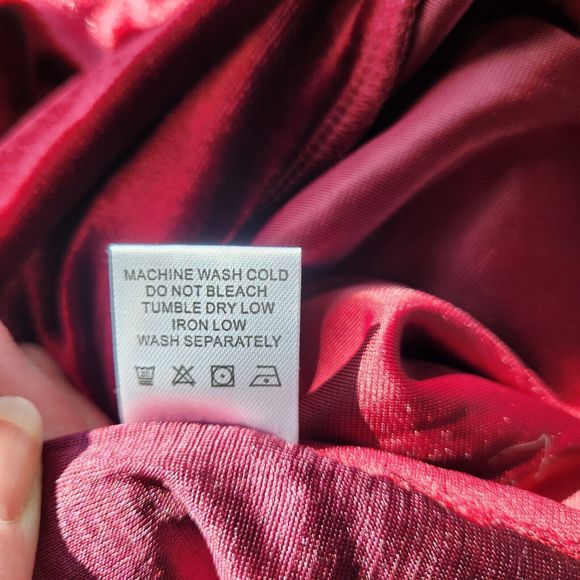 MACHINE WASH COLD
DO NOT BLEACH
TUMBLE DRY LOW
IRON LOW
WASH SEPARATELY